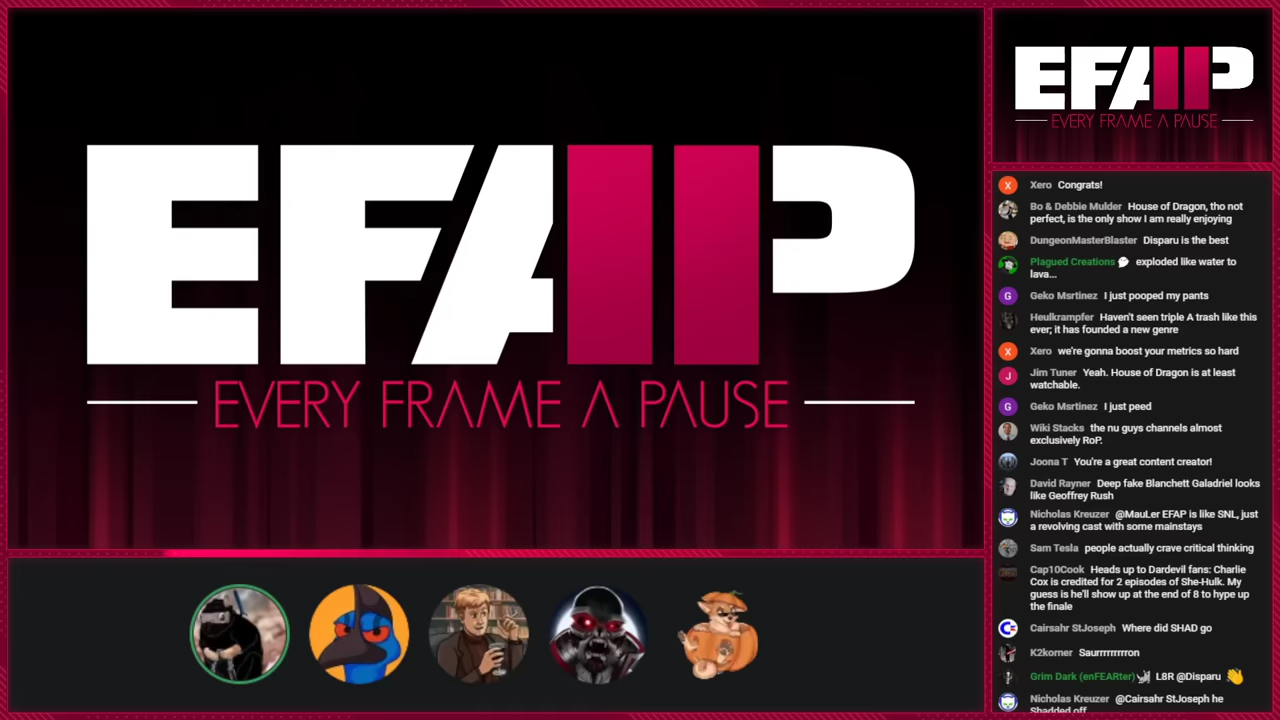 EFAP
EVERY FRAME A PAUSE
EFAP
EVERY FRAME A PAUSE
X Xero Congrats!
Bo & Debbie Mulder House of Dragon, tho not
perfect, is the only show I am really enjoying
DungeonMasterBlaster Disparu is the best
Plagued Creations exploded like water to
lava...
G Geko Msrtinez I just pooped my pants
Heulkrampfer Haven't seen triple A trash like this
ever; it has founded a new genre
X Xero we're gonna boost your metrics so hard
J Jim Tuner Yeah. House of Dragon is at least
watchable.
G Geko Msrtinez I just peed
Wiki Stacks the nu guys channels almost
exclusively RoP.
Joona T You're a great content creator!
David Rayner Deep fake Blanchett Galadriel looks
like Geoffrey Rush
Nicholas Kreuzer @MauLer EFAP is like SNL, just
a revolving cast with some mainstays
Sam Tesla people actually crave critical thinking
Cap10Cook Heads up to Dardevil fans: Charlie
Cox is credited for 2 episodes of She-Hulk. My
guess is he'll show up at the end of 8 to hype up
the finale
Cairsahr StJoseph Where did SHAD go
K2korner Saurrrrrrrrron
Grim Dark (enFEARter) L8R @Disparu 👋
Nicholas Kreuzer @Cairsahr StJoseph he
Shadded off